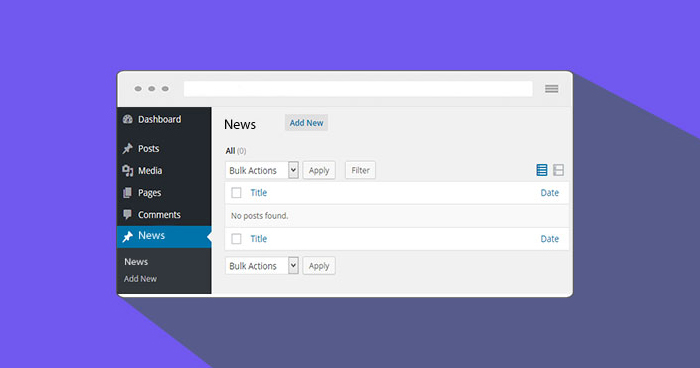 Dashboard
Posts
Media
Pages
Comments
News
News
Add New
News Add New
All (0)
Bulk Actions Apply Filter
Title Date
No posts found.
Title Date
Bulk Actions Apply